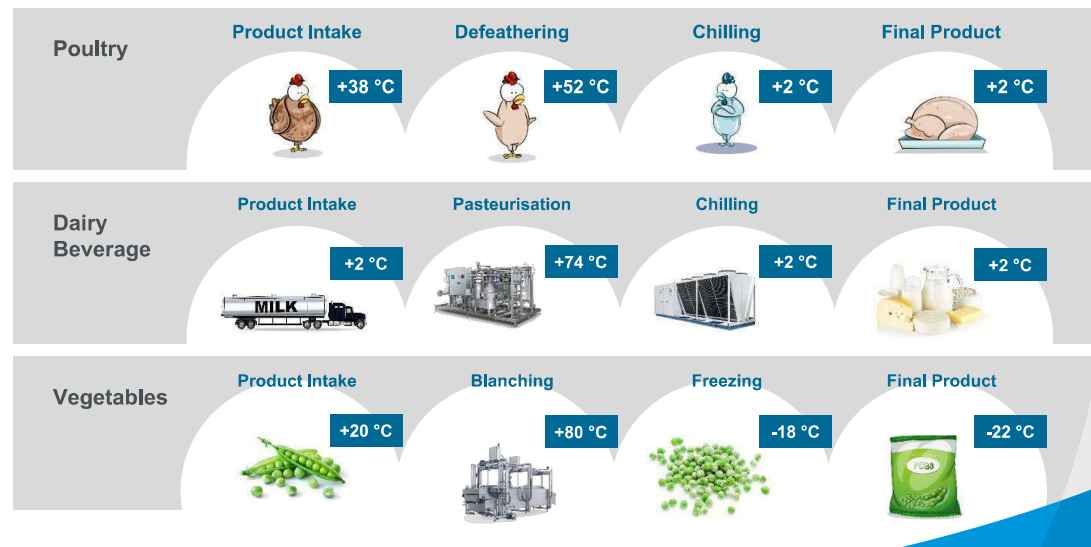 Poultry
Product Intake
Defeathering
Chilling
Final Product
+38 °C
+52 °C
+2 °C
+2 °C
Dairy
Beverage
Product Intake
Pasteurisation
Chilling
Final Product
+2 °C
+74 °C
+2 °C
+2 °C
MILK
Vegetables
Product Intake
Blanching
Freezing
Final Product
+20 °C
+80 °C
-18 °C
-22 °C
Peas